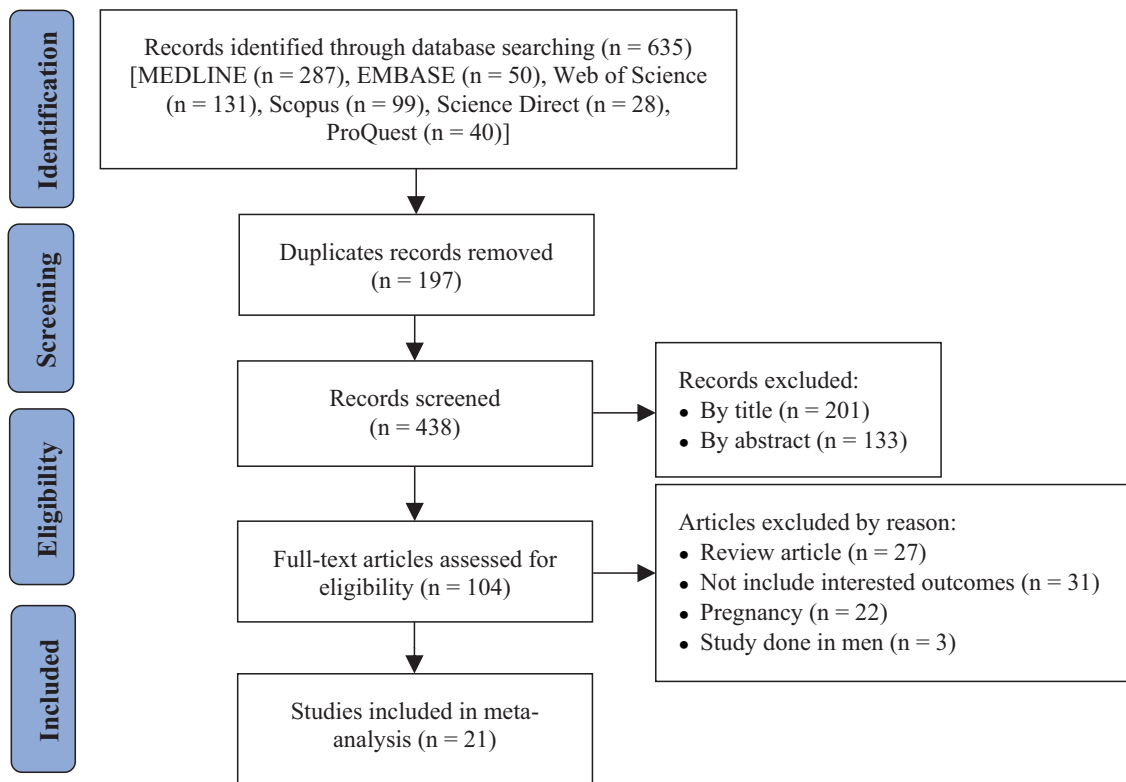 Identification
Records identified through database searching (n = 635)
[MEDLINE (n = 287), EMBASE (n = 50), Web of Science
(n = 131), Scopus (n = 99), Science Direct (n = 28),
ProQuest (n = 40)]
Screening
Duplicates records removed
(n = 197)
Records screened
(n = 438)
Records excluded:
• By title (n = 201)
• By abstract (n = 133)
Eligibility
Full-text articles assessed for
eligibility (n = 104)
Articles excluded by reason:
• Review article (n = 27)
• Not include interested outcomes (n = 31)
• Pregnancy (n = 22)
• Study done in men (n = 3)
Included
Studies included in meta-
analysis (n = 21)